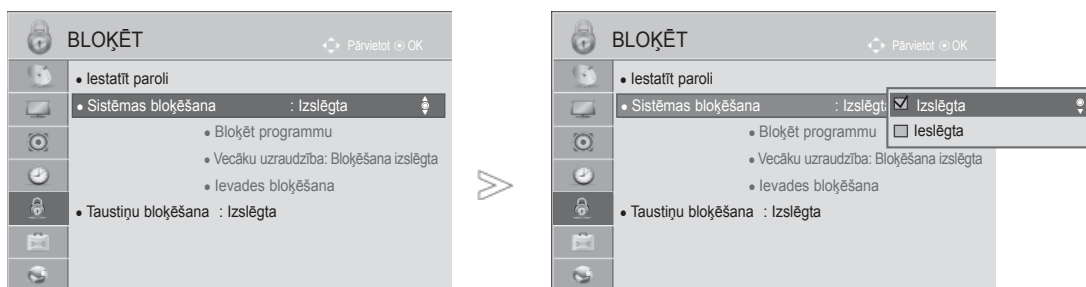 BLOĶĒT
Pārvietot OK
• Iestatīt paroli
• Sistēmas bloķēšana : Izslēgta
• Bloķēt programmu
• Vecāku uzraudzība: Bloķēšana izslēgta
• Ievades bloķēšana
• Taustiņu bloķēšana : Izslēgta
BLOĶĒT
Pārvietot OK
• Iestatīt paroli
• Sistēmas bloķēšana : Izslēgta
Izslēgta
Ieslēgta
• Bloķēt programmu
• Vecāku uzraudzība: Bloķēšana izslēgta
• Ievades bloķēšana
• Taustiņu bloķēšana : Izslēgta